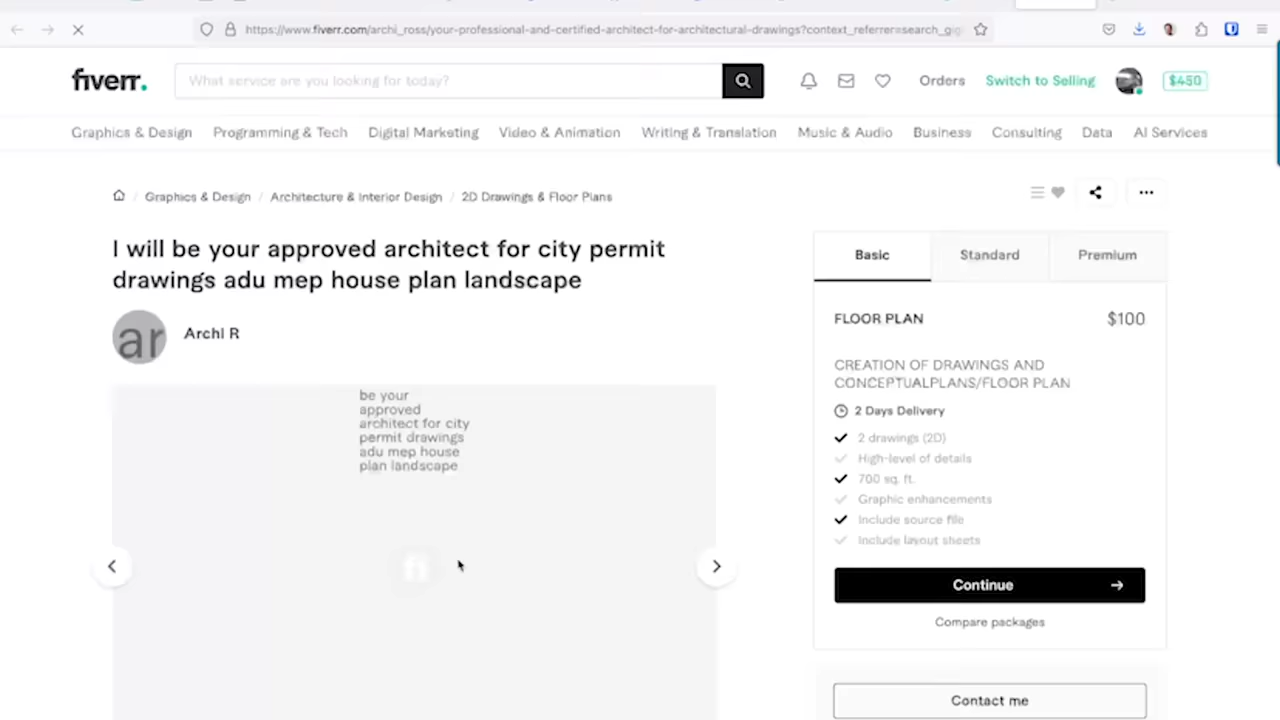 https://www.fiverr.com/archi_ross/your-professional-and-certified-architect-for-architectural-drawings?context_referrer=search_gig
fiverr.
What service are you looking for today?
Orders
Switch to Selling
$450
Graphics & Design
Programming & Tech
Digital Marketing
Video & Animation
Writing & Translation
Music & Audio
Business
Consulting
Data
AI Services
Graphics & Design / Architecture & Interior Design / 2D Drawings & Floor Plans
I will be your approved architect for city permit
drawings adu mep house plan landscape
ar
Archi R
be your
approved
architect for city
permit drawings
adu mep house
plan landscape
Basic
Standard
Premium
FLOOR PLAN
$100
CREATION OF DRAWINGS AND
CONCEPTUALPLANS/FLOOR PLAN
2 Days Delivery
2 drawings (2D)
High-level of details
700 sq. ft.
Graphic enhancements
Include source file
Include layout sheets
Continue
Compare packages
Contact me